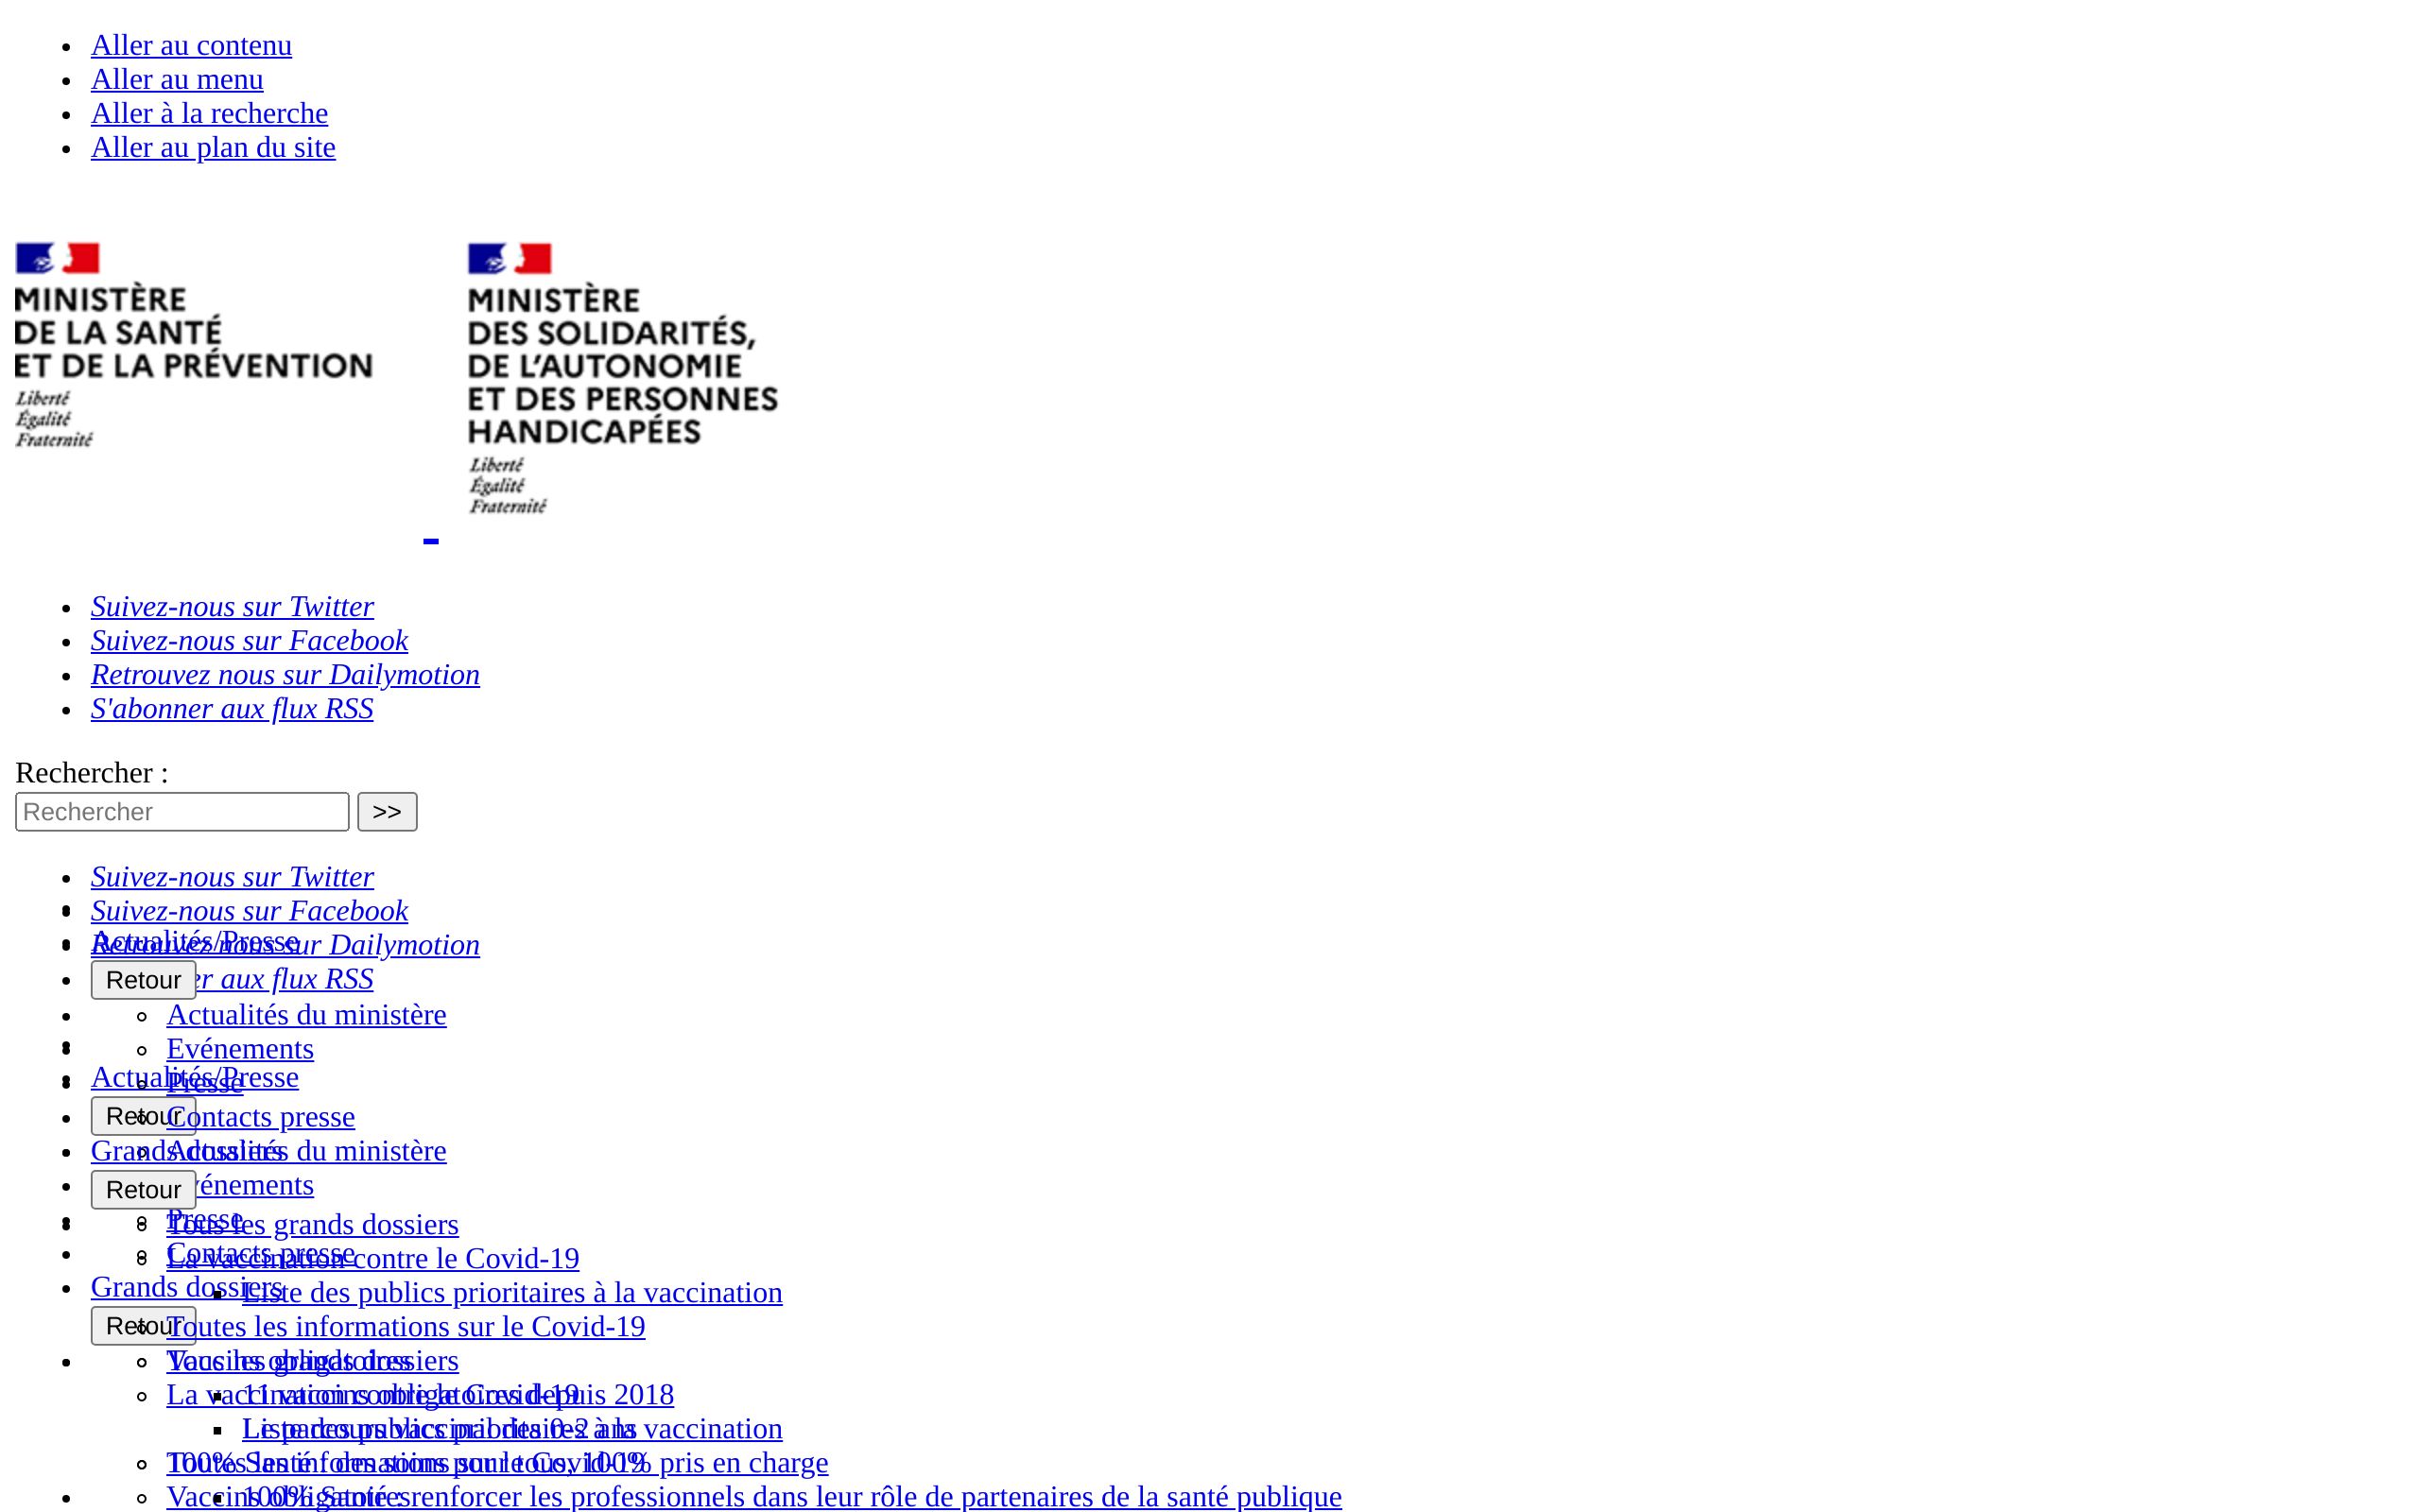 Aller au contenu
Aller au menu
Aller à la recherche
Aller au plan du site
MINISTÈRE
DE LA SANTÉ
ET DE LA PRÉVENTION
Liberté
Égalité
Fraternité
MINISTÈRE
DES SOLIDARITÉS,
DE L'AUTONOMIE
ET DES PERSONNES
HANDICAPÉES
Liberté
Égalité
Fraternité
Suivez-nous sur Twitter
Suivez-nous sur Facebook
Retrouvez nous sur Dailymotion
S'abonner aux flux RSS
Rechercher :
Rechercher >>
Suivez-nous sur Twitter
Suivez-nous sur Facebook
Actualités/Presse
Retrouvez nous sur Dailymotion
Retour
aux flux RSS
Actualités du ministère
Evénements
Actualités/Presse
Presse
Retour
Contacts presse
Grands dossiers
Actualités du ministère
Retour
Presse
Tous les grands dossiers
Contacts presse
La vaccination contre le Covid-19
Grands dossiers
Liste des publics prioritaires à la vaccination
Retour
Toutes les informations sur le Covid-19
Tous les grands dossiers
Vaccins obligatoires
La vaccination contre le Covid-19
11 vaccins obligatoires depuis 2018
Liste des publics prioritaires à la vaccination
Le parcours vaccinal des 0-2 ans
Toutes les informations sur le Covid-19
100% Santé : des soins pour tous, 100% pris en charge
Vaccins obligatoires
100% Santé : renforcer les professionnels dans leur rôle de partenaires de la santé publique